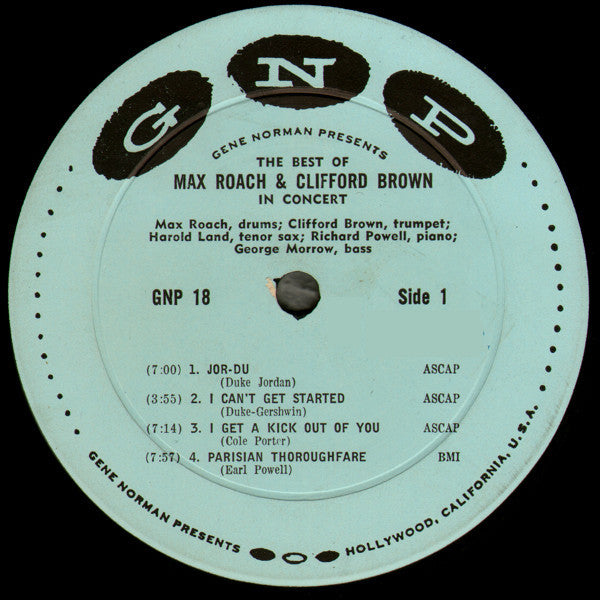 G N P
GENE NORMAN PRESENTS
THE BEST OF
MAX ROACH & CLIFFORD BROWN
IN CONCERT
Max Roach, drums; Clifford Brown, trumpet;
Harold Land, tenor sax; Richard Powell, piano;
George Morrow, bass
GNP 18 Side 1
(7:00) 1. JOR-DU ASCAP
(Duke Jordan)
(3:55) 2. I CAN'T GET STARTED ASCAP
(Duke-Gershwin)
(7:14) 3. I GET A KICK OUT OF YOU ASCAP
(Cole Porter)
(7:57) 4. PARISIAN THOROUGHFARE BMI
(Earl Powell)
GENE NORMAN PRESENTS HOLLYWOOD, CALIFORNIA, U.S.A.